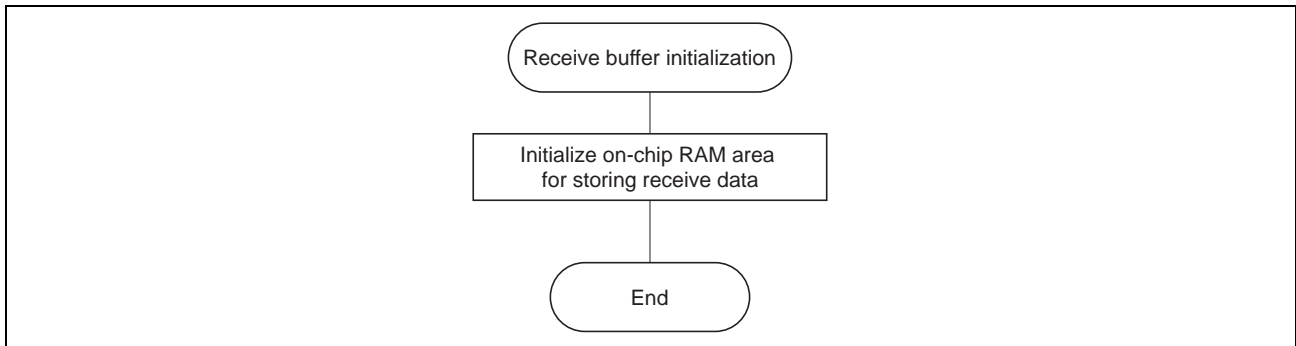 Receive buffer initialization
Initialize on-chip RAM area
for storing receive data
End